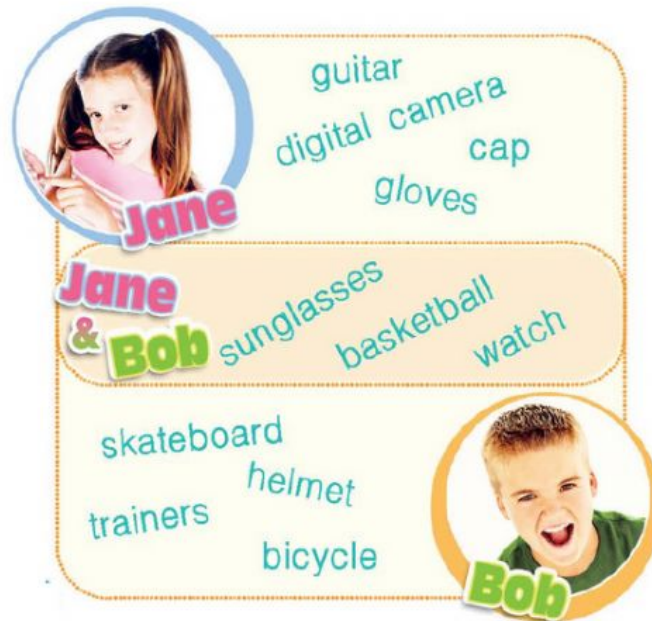 guitar
digital camera
cap
gloves
Jane
Jane
& Bob
sunglasses
basketball
watch
skateboard
helmet
trainers
bicycle
Bob